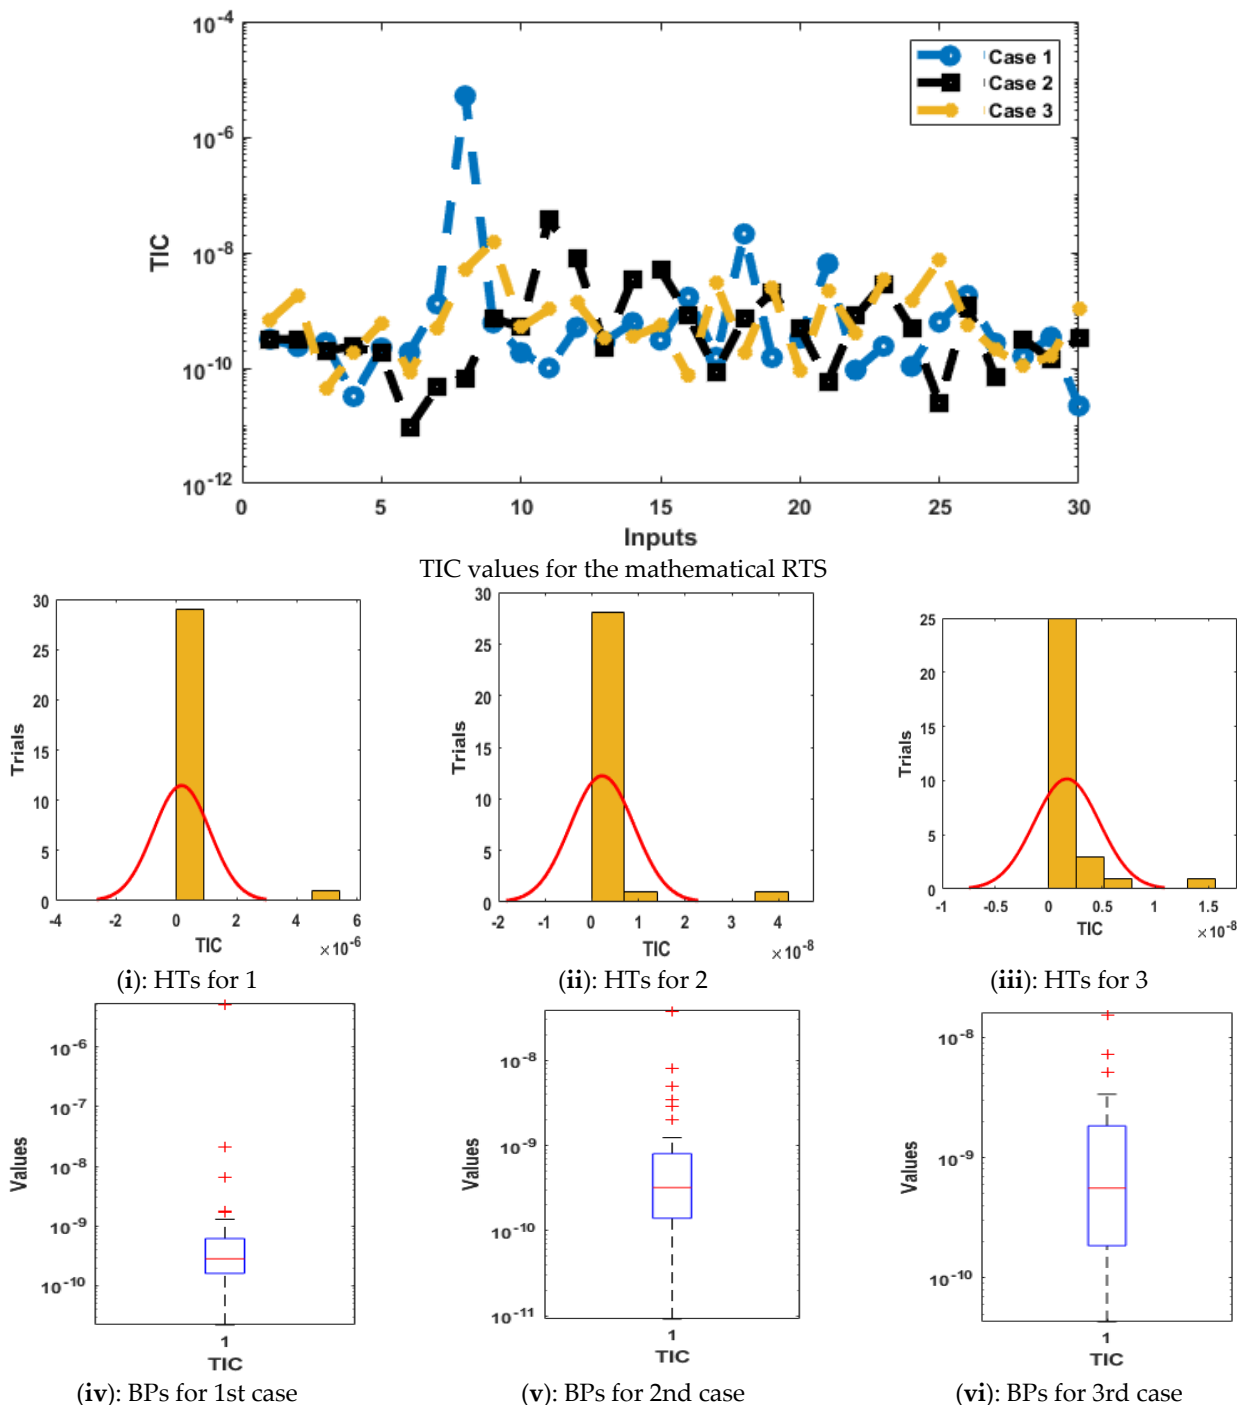 10^-4
10^-6
10^-8
10^-10
10^-12
TIC
Case 1
Case 2
Case 3
0 5 10 15 20 25 30
Inputs
TIC values for the mathematical RTS
30
25
20
15
10
5
0
Trials
-4 -2 0 2 4 6
TIC ×10^-6
30
25
20
15
10
5
0
Trials
-2 -1 0 1 2 3 4
TIC ×10^-8
25
20
15
10
5
0
Trials
-1 -0.5 0 0.5 1 1.5
TIC ×10^-8
(i): HTs for 1 (ii): HTs for 2 (iii): HTs for 3
10^-6
10^-7
10^-8
10^-9
10^-10
Values
1
TIC
10^-8
10^-9
10^-10
10^-11
Values
1
TIC
10^-8
10^-9
10^-10
Values
1
TIC
(iv): BPs for 1st case (v): BPs for 2nd case (vi): BPs for 3rd case